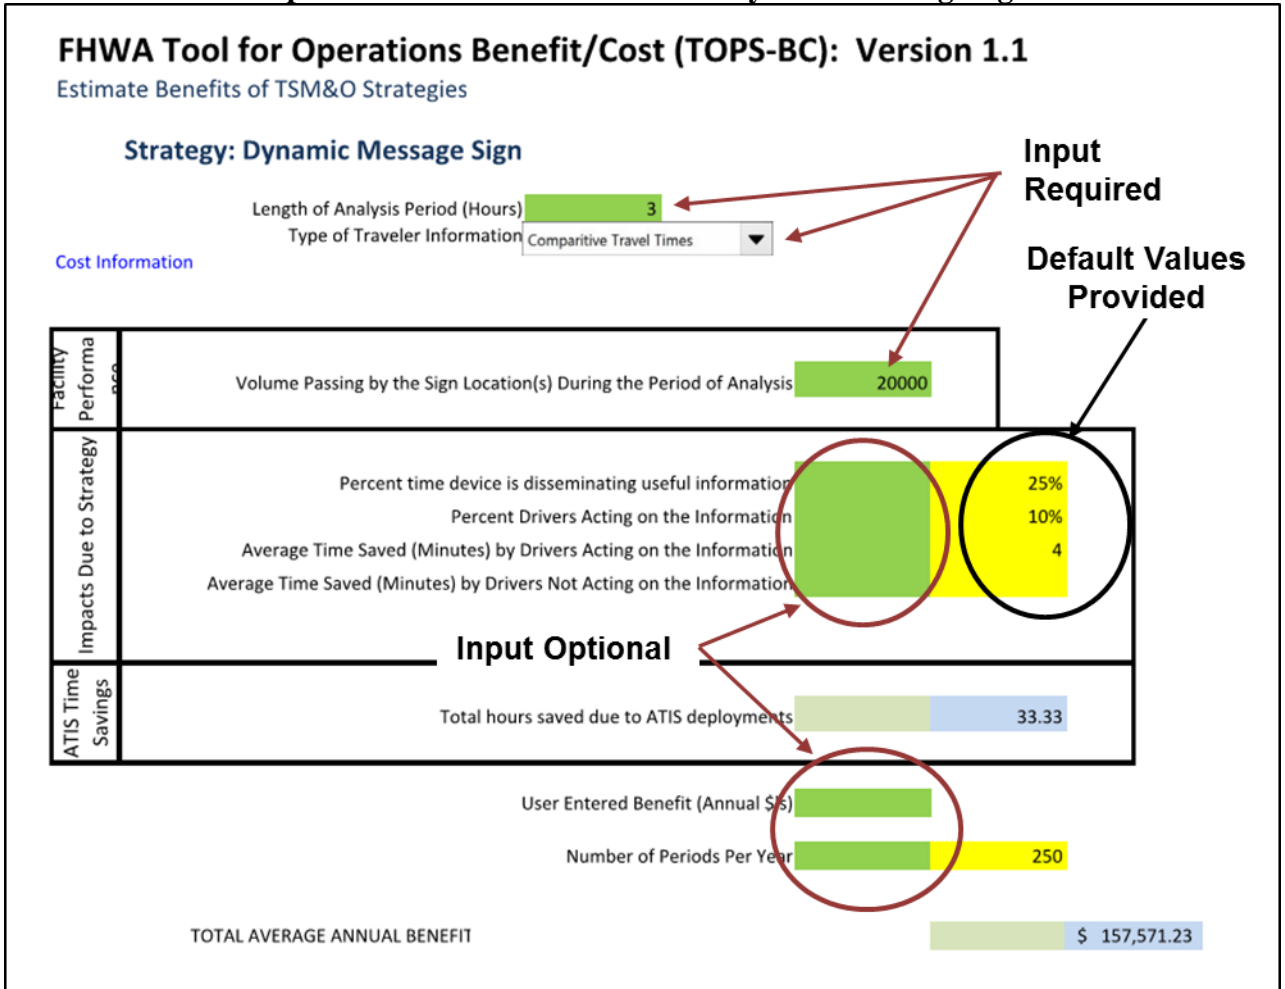 FHWA Tool for Operations Benefit/Cost (TOPS-BC): Version 1.1
Estimate Benefits of TSM&O Strategies
Strategy: Dynamic Message Sign
Input
Required
Length of Analysis Period (Hours) 3
Type of Traveler Information Comparitive Travel Times
Cost Information
Default Values
Provided
Facility
Performa
Volume Passing by the Sign Location(s) During the Period of Analysis 20000
Impacts Due to Strategy
Percent time device is disseminating useful information 25%
Percent Drivers Acting on the Information 10%
Average Time Saved (Minutes) by Drivers Acting on the Information 4
Average Time Saved (Minutes) by Drivers Not Acting on the Information
Input Optional
ATIS Time
Savings
Total hours saved due to ATIS deployments 33.33
User Entered Benefit (Annual $'s)
Number of Periods Per Year 250
TOTAL AVERAGE ANNUAL BENEFIT $ 157,571.23